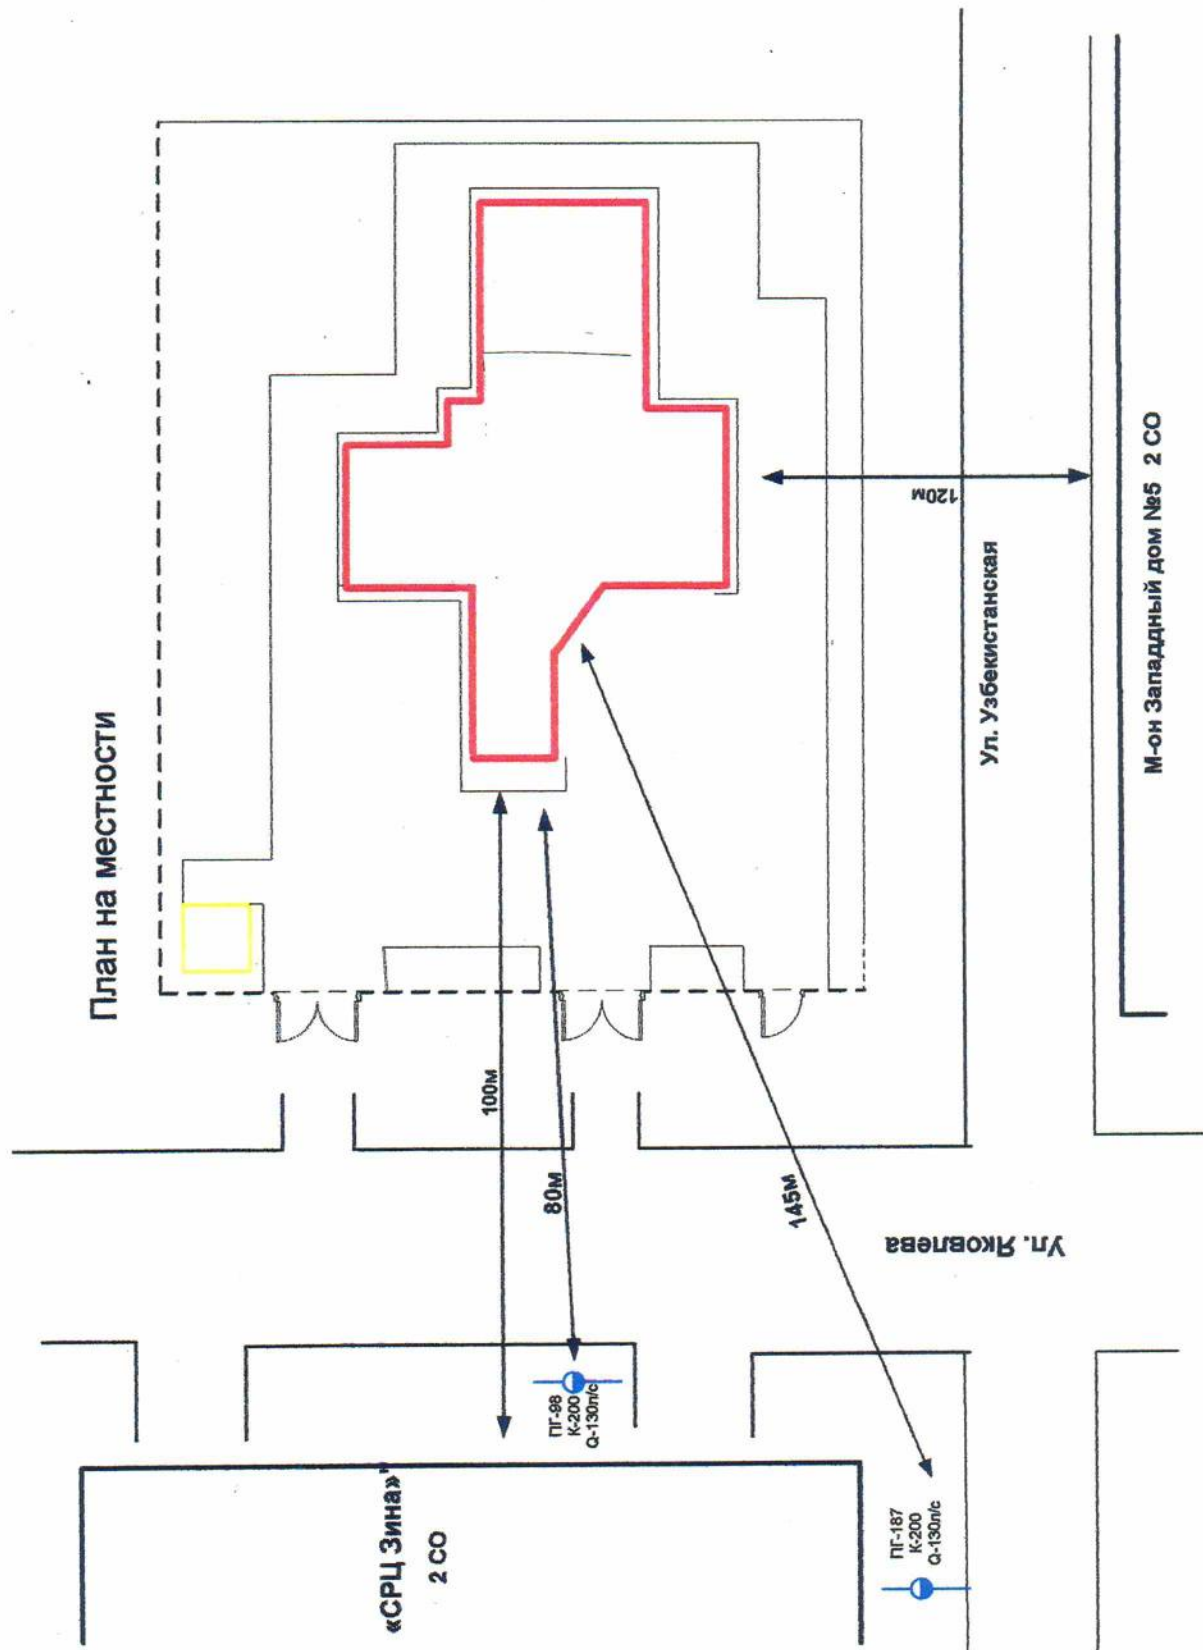 План на местности
100м
80м
145м
120м
Ул. Узбекистанская
М-он Западдный дом №5 2 СО
Ул. Яковлева
«СРЦ Зина»"
2 СО
ПГ-98
К-200
Q-130л/с
ПГ-187
К-200
Q-130л/с